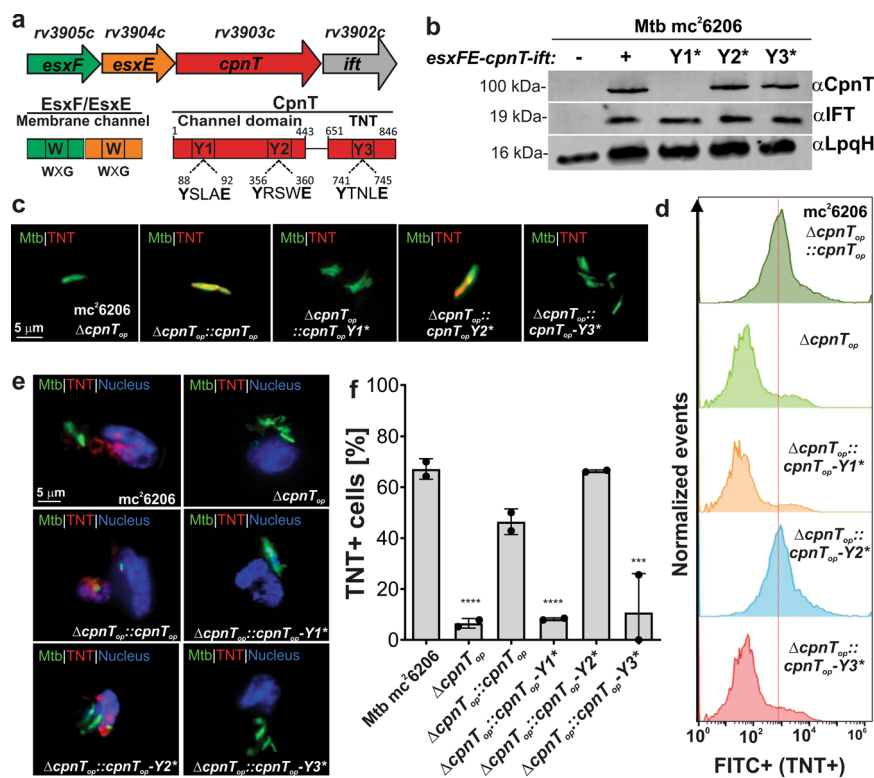 a
rv3905c rv3904c rv3903c rv3902c
esxF esxE cpnT ift
EsxF/EsxE CpnT
Membrane channel Channel domain TNT
1 443 651 846
W W Y1 Y2 Y3
WXG WXG
88 92 356 360 741 745
YSLAE YRSWE YTNLE
b
Mtb mc²6206
esxFE-cpnT-ift: - + Y1* Y2* Y3*
100 kDa- αCpnT
19 kDa- αIFT
16 kDa- αLpqH
c
Mtb|TNT Mtb|TNT Mtb|TNT Mtb|TNT Mtb|TNT
5 µm
mc²6206
ΔcpnTop
ΔcpnTop::cpnTop
ΔcpnTop
::cpnTopY1*
ΔcpnTop::
cpnTopY2*
ΔcpnTop::
cpnTop-Y3*
d
mc²6206
ΔcpnTop
::cpnTop
ΔcpnTop
ΔcpnTop::
cpnTop-Y1*
ΔcpnTop::
cpnTop-Y2*
ΔcpnTop::
cpnTop-Y3*
Normalized events
10⁰ 10² 10⁴ 10⁶
FITC+ (TNT+)
e
Mtb|TNT|Nucleus Mtb|TNT|Nucleus
5 µm
mc²6206 ΔcpnTop
Mtb|TNT|Nucleus Mtb|TNT|Nucleus
ΔcpnTop::cpnTop ΔcpnTop::cpnTop-Y1*
Mtb|TNT|Nucleus Mtb|TNT|Nucleus
ΔcpnTop::cpnTop-Y2* ΔcpnTop::cpnTop-Y3*
f
TNT+ cells [%]
100
80
60
40
20
0
**** **** ***
Mtb mc²6206
ΔcpnTop
ΔcpnTop::cpnTop
ΔcpnTop::cpnTop-Y1*
ΔcpnTop::cpnTop-Y2*
ΔcpnTop::cpnTop-Y3*